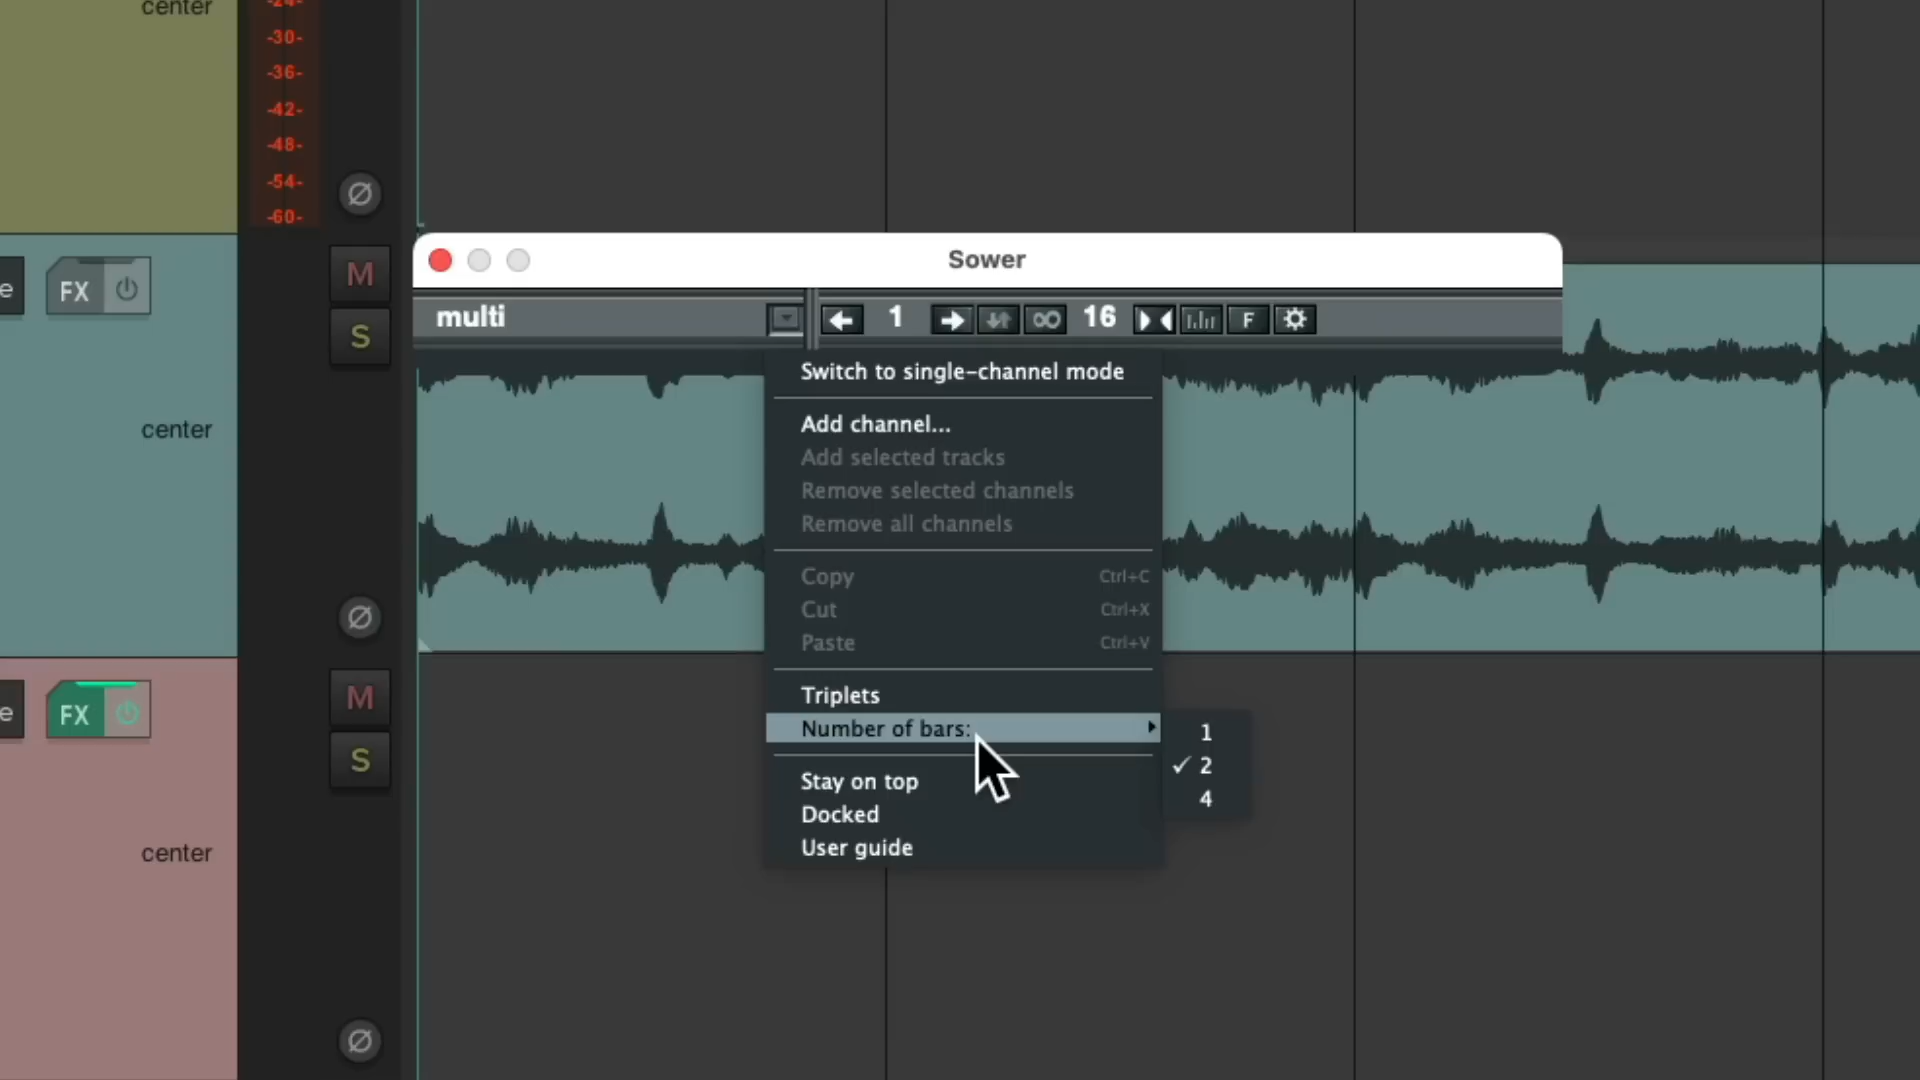 center
-24-
-30-
-36-
-42-
-48-
-54-
-60-
Ø
Sower
e FX M
multi 1 ∞ 16 F
S
Switch to single-channel mode
Add channel...
center
Add selected tracks
Remove selected channels
Remove all channels
Copy Ctrl+C
Cut Ctrl+X
Ø
Paste Ctrl+V
Triplets
e FX M
Number of bars: 1
✓ 2
4
S
Stay on top
Docked
User guide
center
Ø